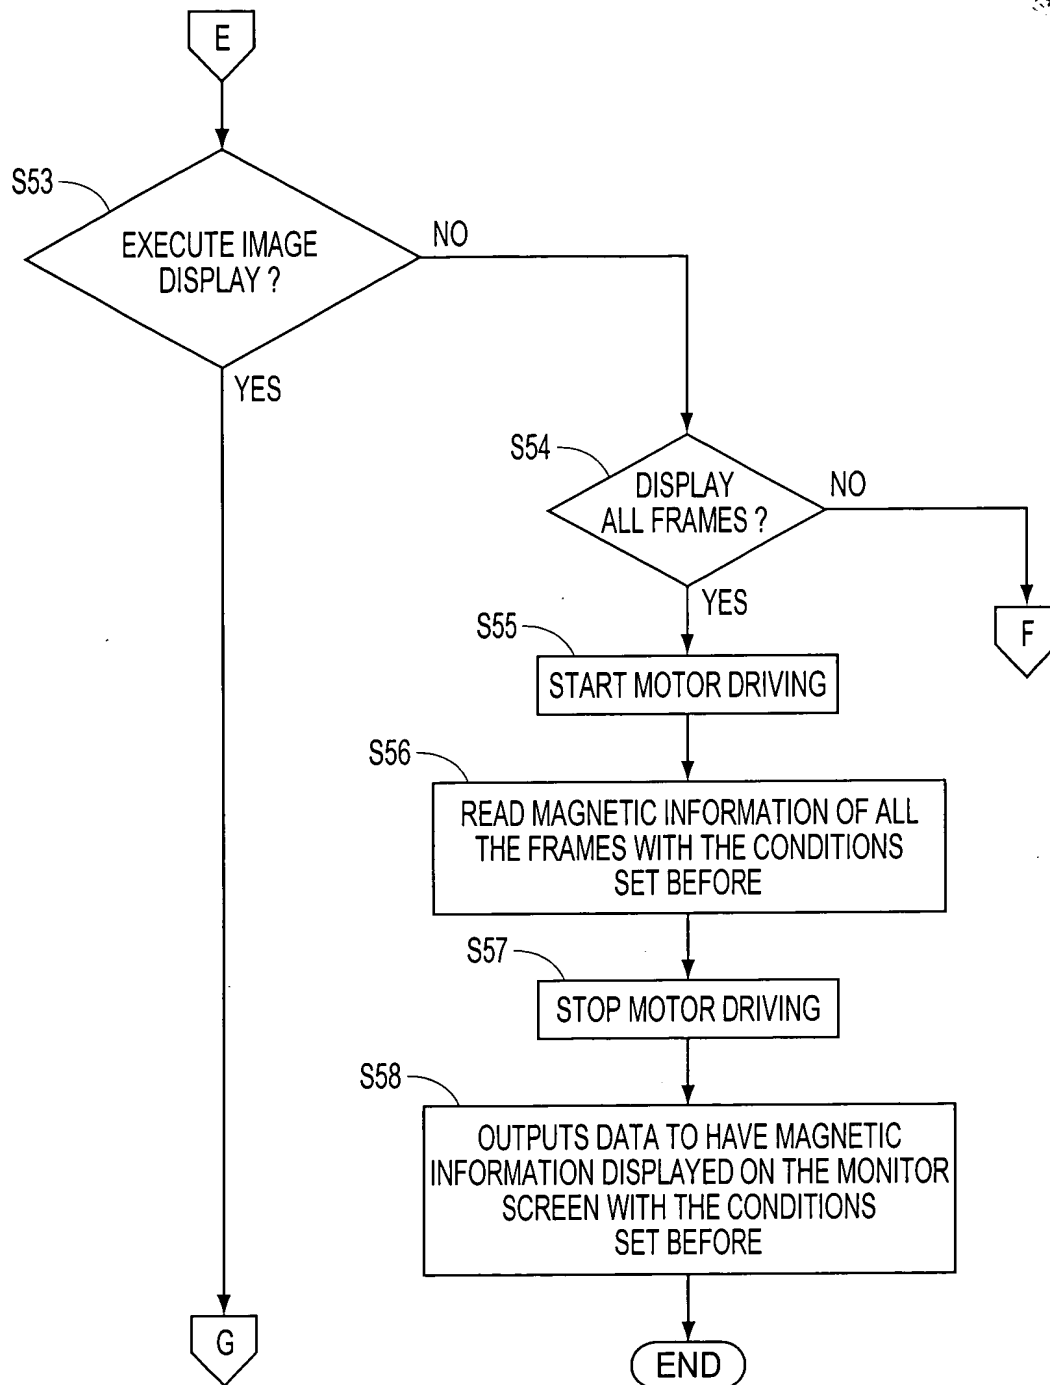 E
S53
EXECUTE IMAGE
DISPLAY ?
NO
YES
S54
DISPLAY
ALL FRAMES ?
NO
YES
F
S55
START MOTOR DRIVING
S56
READ MAGNETIC INFORMATION OF ALL
THE FRAMES WITH THE CONDITIONS
SET BEFORE
S57
STOP MOTOR DRIVING
S58
OUTPUTS DATA TO HAVE MAGNETIC
INFORMATION DISPLAYED ON THE MONITOR
SCREEN WITH THE CONDITIONS
SET BEFORE
G
END